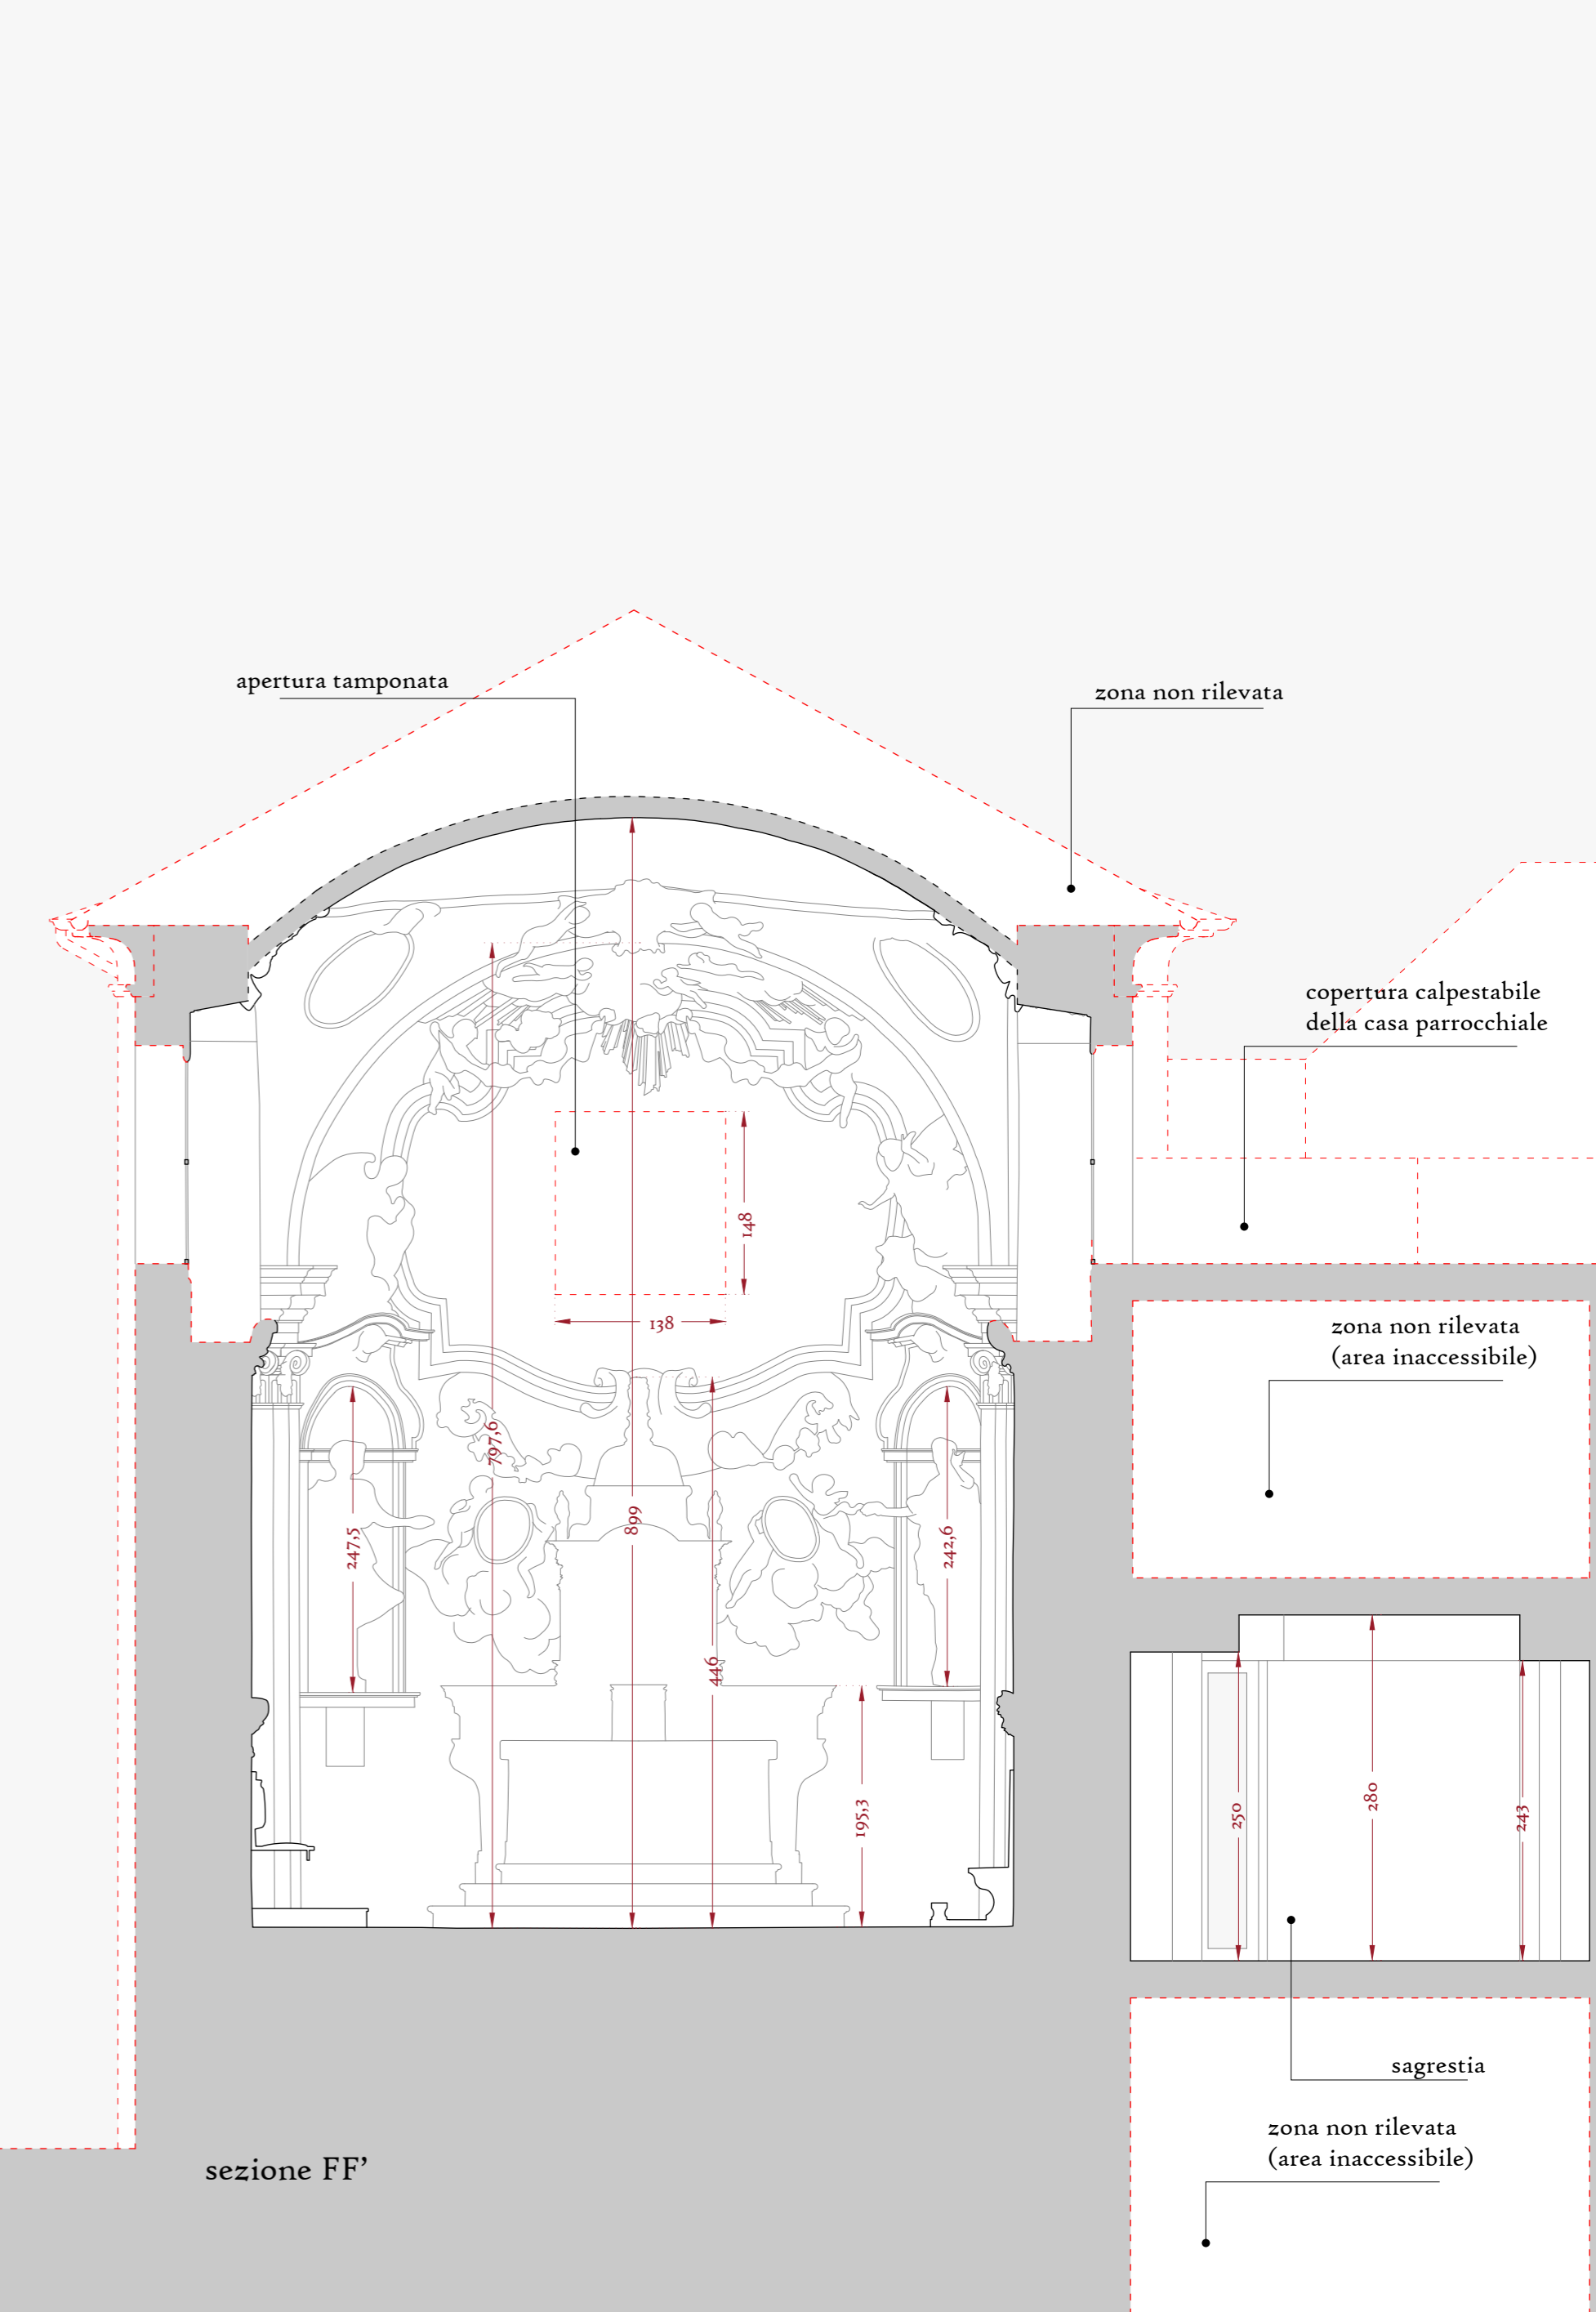 apertura tamponata
zona non rilevata
copertura calpestabile
della casa parrocchiale
148
138
zona non rilevata
(area inaccessibile)
797,6
899
247,5
242,6
446
195,3
250
280
243
sagrestia
zona non rilevata
(area inaccessibile)
sezione FF’